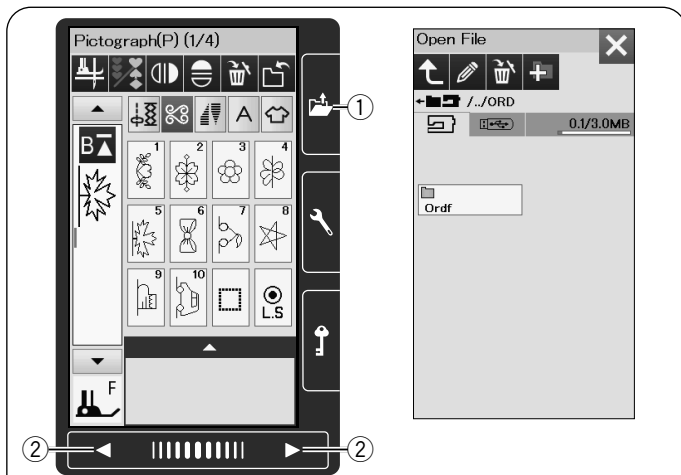 Pictograph(P) (1/4)
A
B
1 2 3 4
5 6 7 8
9 10
L.S
F
1
2 2
Open File
/../ORD
0.1/3.0MB
Ordf